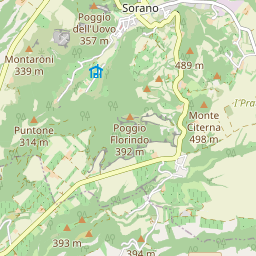 Sorano
Poggio
dell'Uovo
357 m
Montaroni
339 m
489 m
l'Pra
Monte
Citerna
498 m
Puntone
314 m
Poggio
Florindo
392 m
393 m
394 m